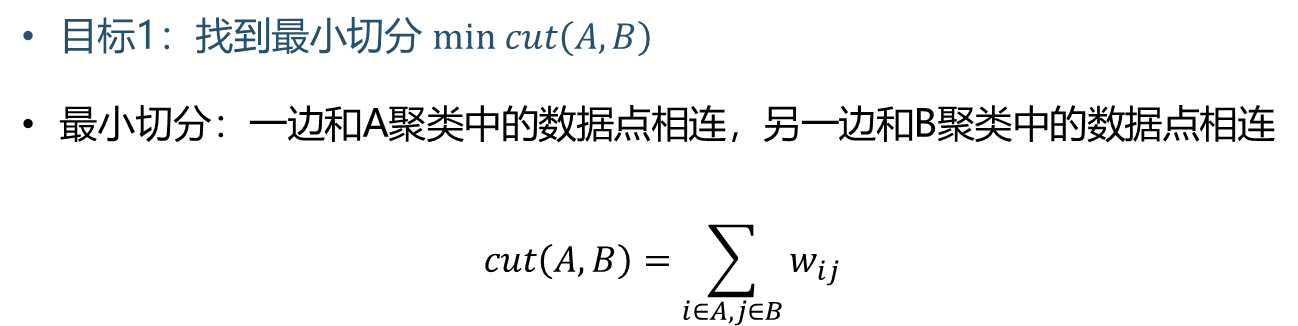 • 目标1：找到最小切分 min cut(A, B)
• 最小切分：一边和A聚类中的数据点相连，另一边和B聚类中的数据点相连
cut(A, B) = ∑_{i∈A,j∈B} w_{ij}